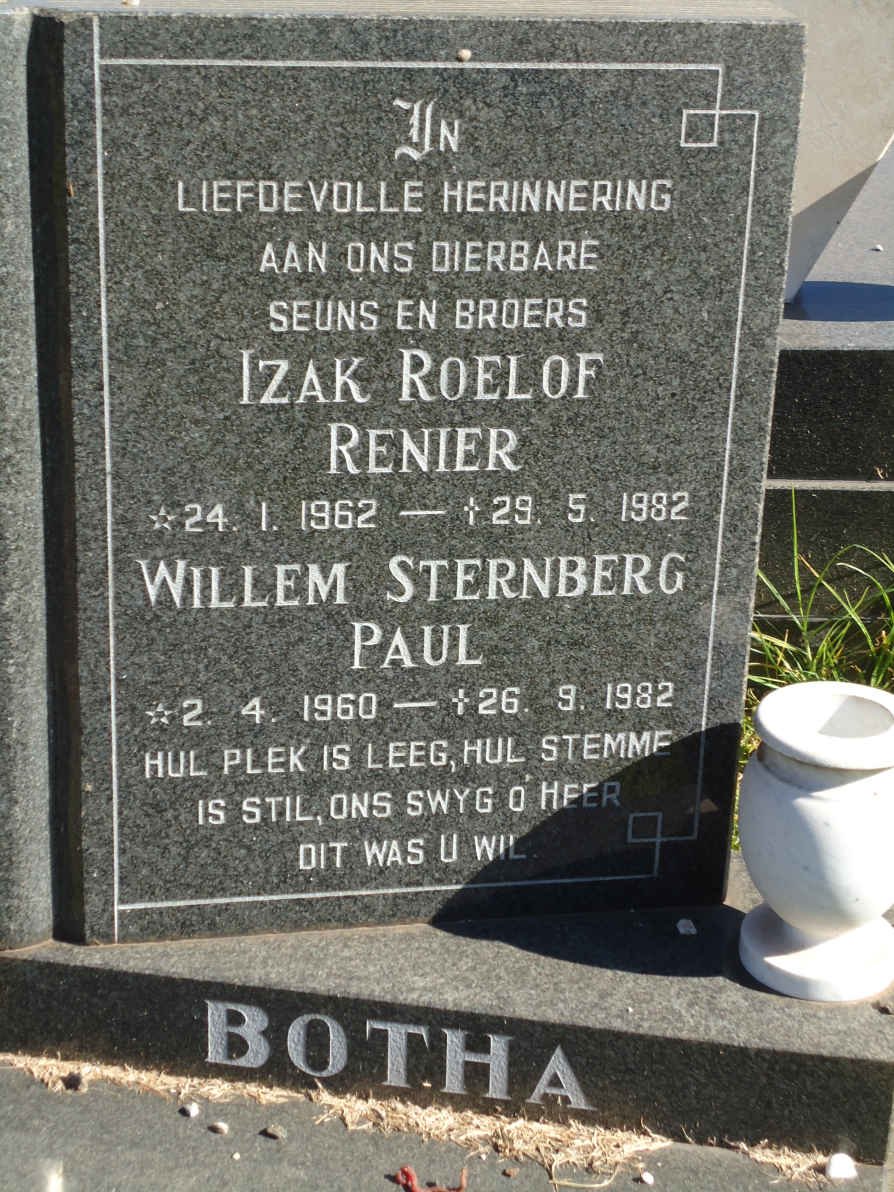 In
LIEFDEVOLLE HERINNERING
AAN ONS DIERBARE
SEUNS EN BROERS
IZAK ROELOF
RENIER
☆24. 1. 1962 — ✝29. 5. 1982
WILLEM STERNBERG
PAUL
☆2. 4. 1960 — ✝26. 9. 1982
HUL PLEK IS LEEG, HUL STEMME
IS STIL, ONS SWYG O HEER
DIT WAS U WIL.
BOTHA